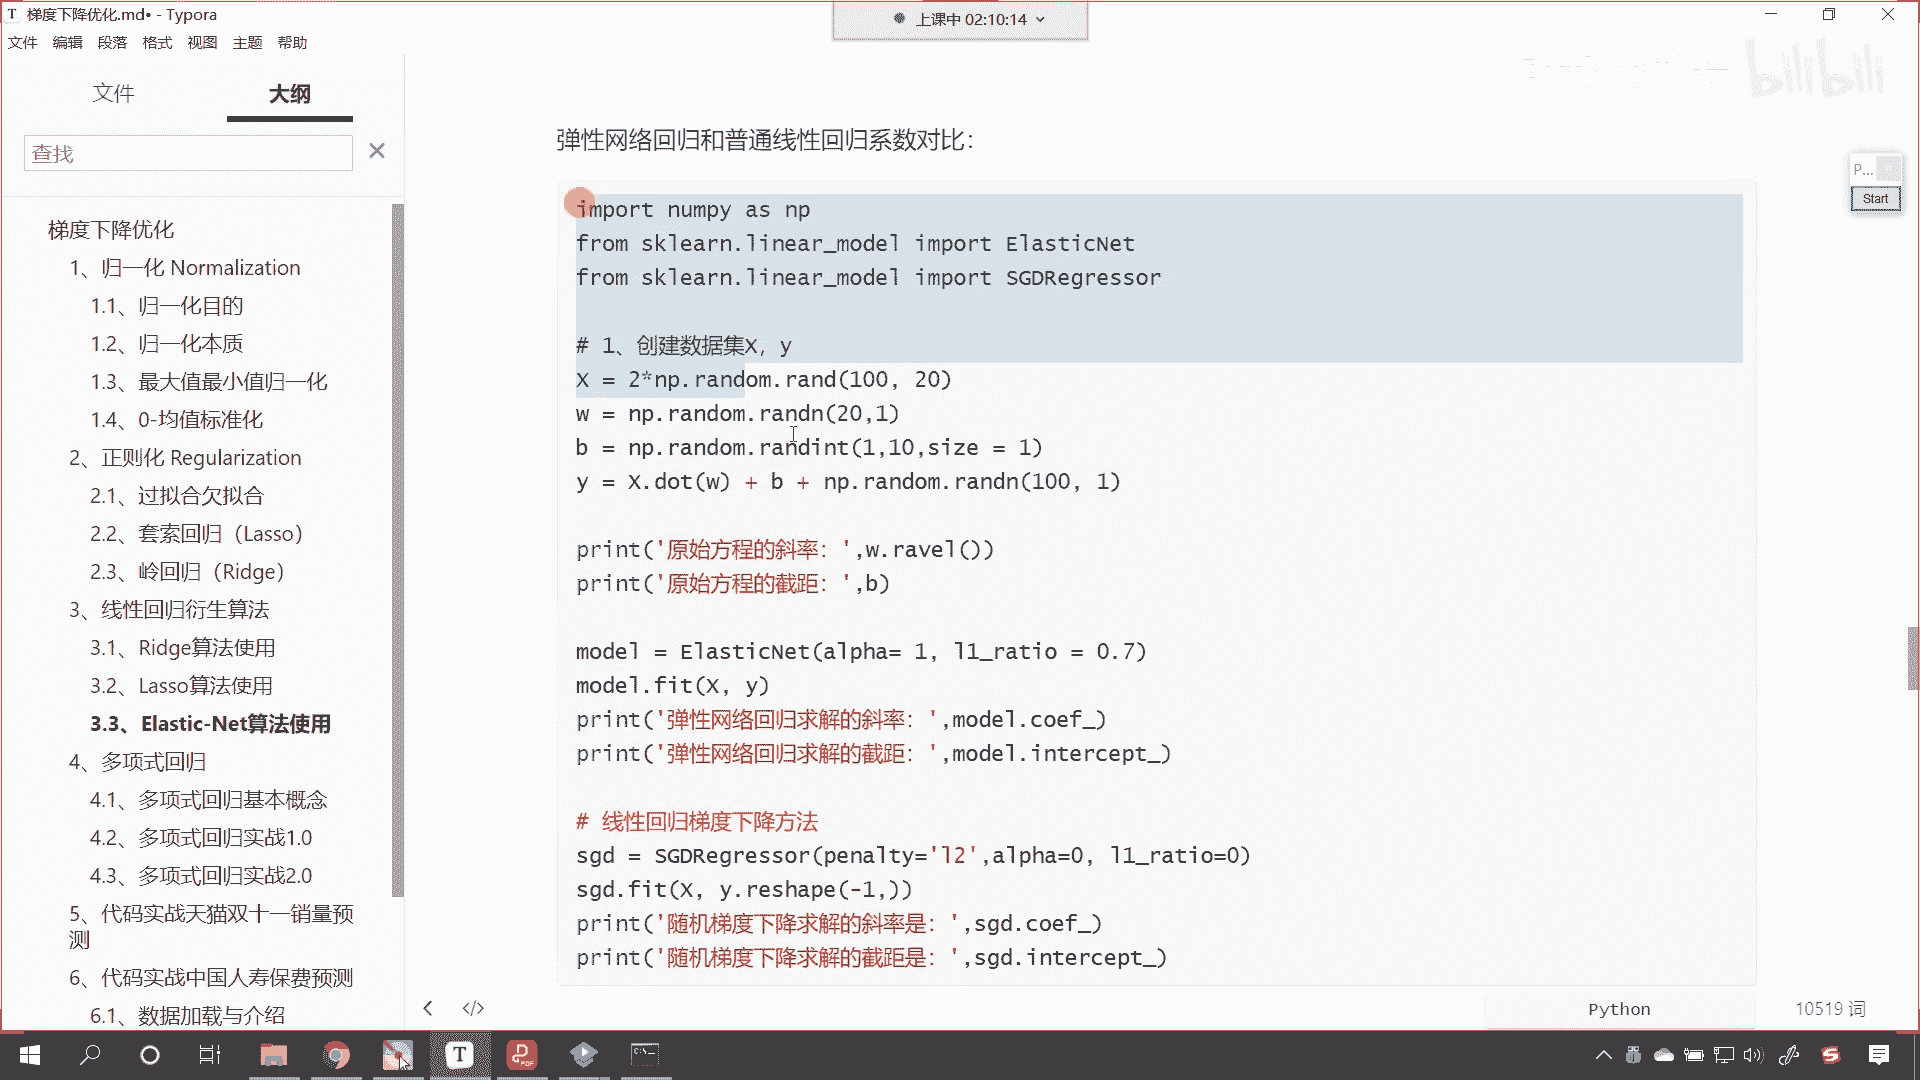 梯度下降优化.md• - Typora
上课中 02:10:14
文件 编辑 段落 格式 视图 主题 帮助
文件 大纲
查找
梯度下降优化
1、归一化 Normalization
1.1、归一化目的
1.2、归一化本质
1.3、最大值最小值归一化
1.4、0-均值标准化
2、正则化 Regularization
2.1、过拟合欠拟合
2.2、套索回归（Lasso）
2.3、岭回归（Ridge）
3、线性回归衍生算法
3.1、Ridge算法使用
3.2、Lasso算法使用
3.3、Elastic-Net算法使用
4、多项式回归
4.1、多项式回归基本概念
4.2、多项式回归实战1.0
4.3、多项式回归实战2.0
5、代码实战天猫双十一销量预
测
6、代码实战中国人寿保费预测
6.1、数据加载与介绍
弹性网络回归和普通线性回归系数对比：
import numpy as np
from sklearn.linear_model import ElasticNet
from sklearn.linear_model import SGDRegressor
# 1、创建数据集X，y
X = 2*np.random.rand(100, 20)
w = np.random.randn(20,1)
b = np.random.randint(1,10,size = 1)
y = X.dot(w) + b + np.random.randn(100, 1)
print('原始方程的斜率：',w.ravel())
print('原始方程的截距：',b)
model = ElasticNet(alpha= 1, l1_ratio = 0.7)
model.fit(X, y)
print('弹性网络回归求解的斜率：',model.coef_)
print('弹性网络回归求解的截距：',model.intercept_)
# 线性回归梯度下降方法
sgd = SGDRegressor(penalty='l2',alpha=0, l1_ratio=0)
sgd.fit(X, y.reshape(-1,))
print('随机梯度下降求解的斜率是：',sgd.coef_)
print('随机梯度下降求解的截距是：',sgd.intercept_)
Python
10519 词
bilibili
P...
Start